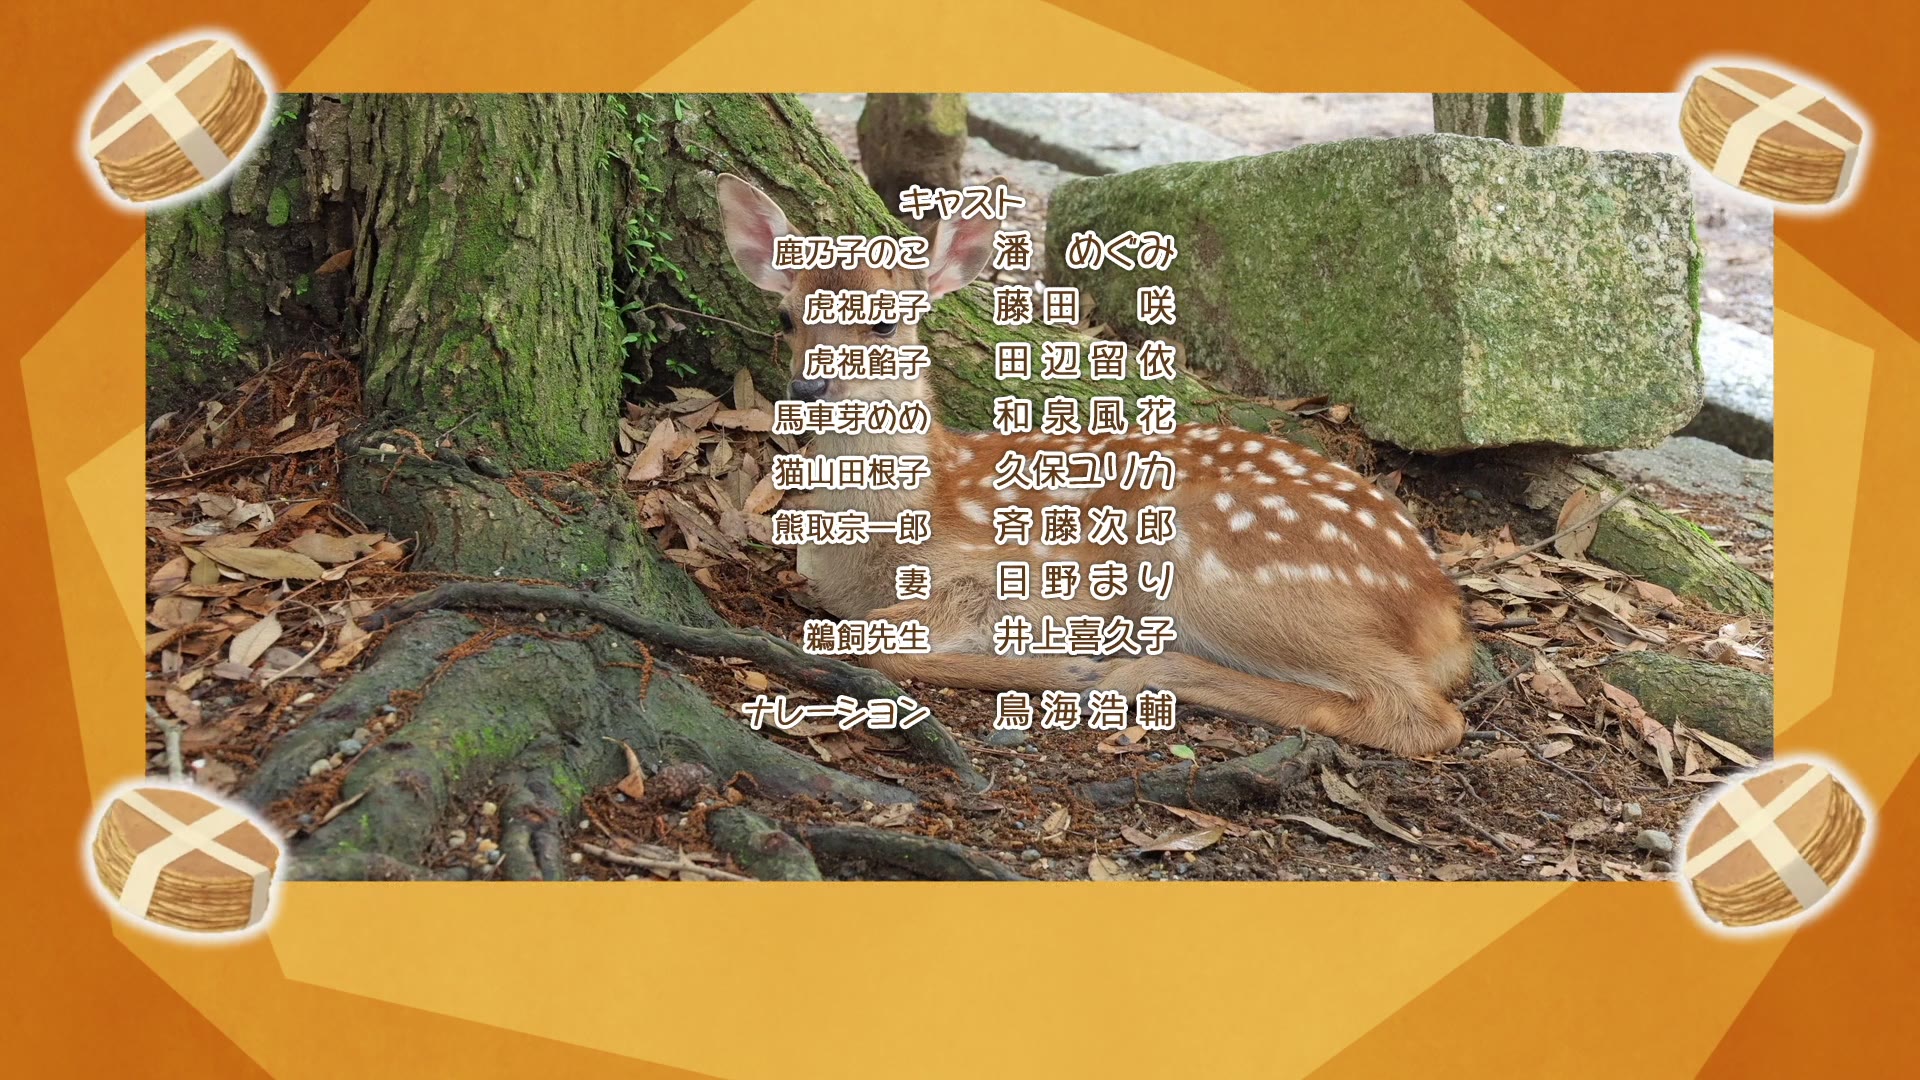 キャスト
鹿乃子のこ　潘　めぐみ
虎視虎子　藤田　咲
虎視餡子　田辺留依
馬車芽めめ　和泉風花
猫山田根子　久保ユリカ
熊取宗一郎　斉藤次郎
妻　日野まり
鵜飼先生　井上喜久子
ナレーション　鳥海浩輔